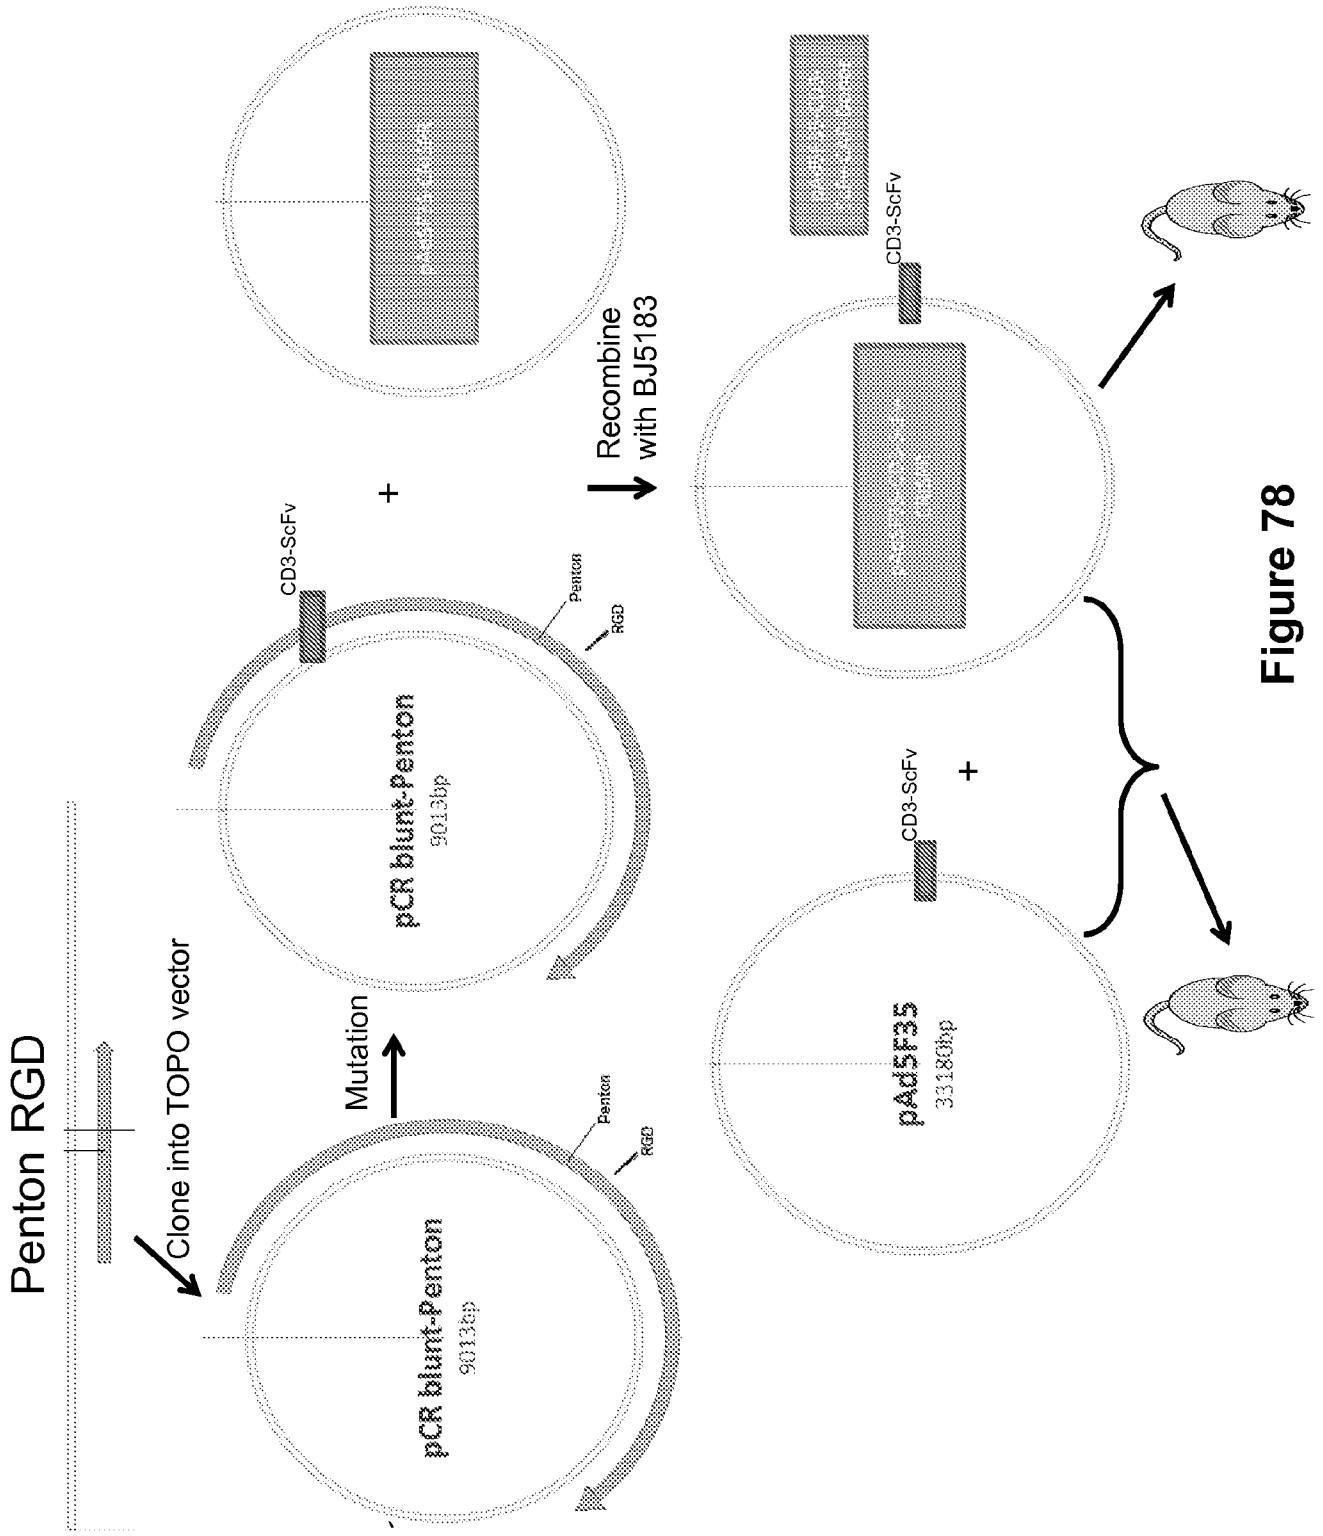 Penton RGD
Clone into TOPO vector
pCR blunt-Penton
9013bp
Penton
RGD
Mutation
CD3-ScFv
pCR blunt-Penton
9013bp
Penton
RGD
+
Recombine
with BJ5183
pAd5F35
33180bp
CD3-ScFv
+
CD3-ScFv
Figure 78